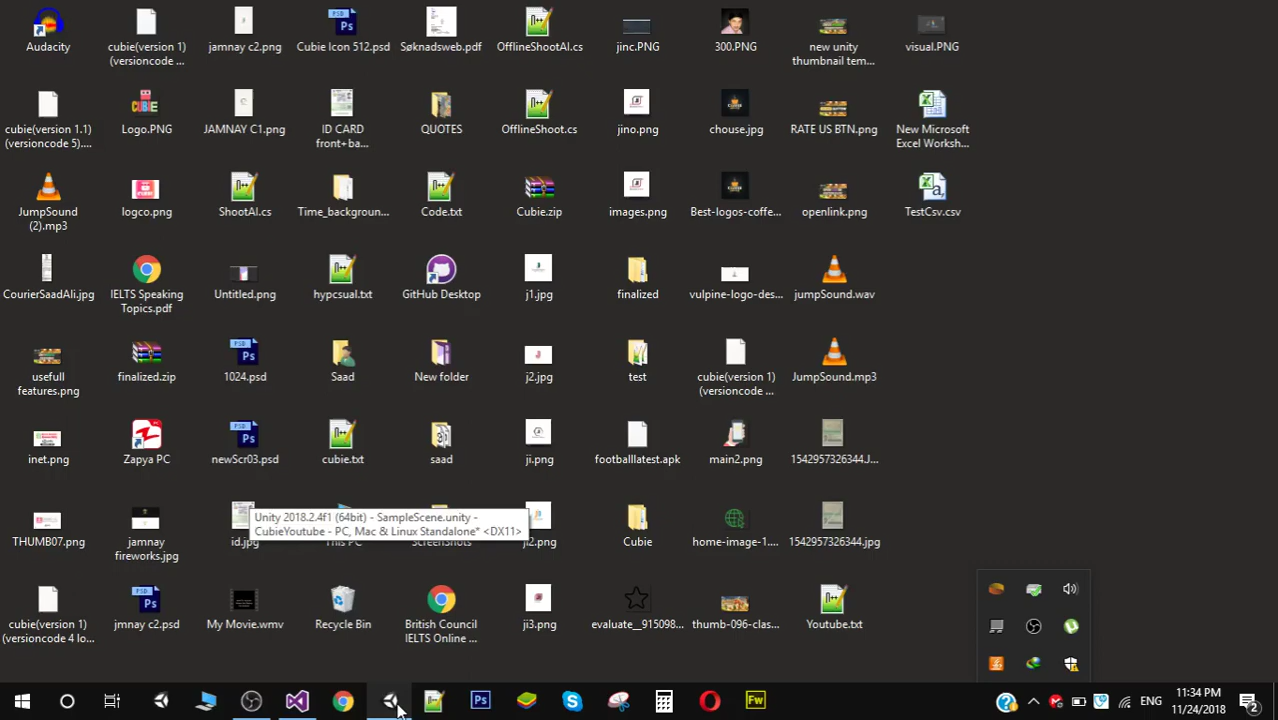 Audacity
cubie(version 1)
(versioncode ...
jamnay c2.png
Cubie Icon 512.psd
Søknadsweb.pdf
OfflineShootAI.cs
jinc.PNG
300.PNG
new unity
thumbnail tem...
visual.PNG
cubie(version 1.1)
(versioncode 5)....
Logo.PNG
JAMNAY C1.png
ID CARD
front+ba...
QUOTES
OfflineShoot.cs
jino.png
chouse.jpg
RATE US BTN.png
New Microsoft
Excel Worksh...
JumpSound
(2).mp3
logco.png
ShootAI.cs
Time_backgroun...
Code.txt
Cubie.zip
images.png
Best-logos-coffe...
openlink.png
TestCsv.csv
CourierSaadAli.jpg
IELTS Speaking
Topics.pdf
Untitled.png
hypcsual.txt
GitHub Desktop
j1.jpg
finalized
vulpine-logo-des...
jumpSound.wav
usefull
features.png
finalized.zip
1024.psd
Saad
New folder
j2.jpg
test
cubie(version 1)
(versioncode ...
JumpSound.mp3
inet.png
Zapya PC
newScr03.psd
cubie.txt
saad
ji.png
footballlatest.apk
main2.png
1542957326344.J...
Unity 2018.2.4f1 (64bit) - SampleScene.unity -
CubieYoutube - PC, Mac & Linux Standalone* <DX11>
THUMB07.png
jamnay
fireworks.jpg
id.jpg
This PC
Screenshots
ji2.png
Cubie
home-image-1....
1542957326344.jpg
cubie(version 1)
(versioncode 4 lo...
jmnay c2.psd
My Movie.wmv
Recycle Bin
British Council
IELTS Online ...
ji3.png
evaluate__915098...
thumb-096-clas...
Youtube.txt
ENG
11:34 PM
11/24/2018
2